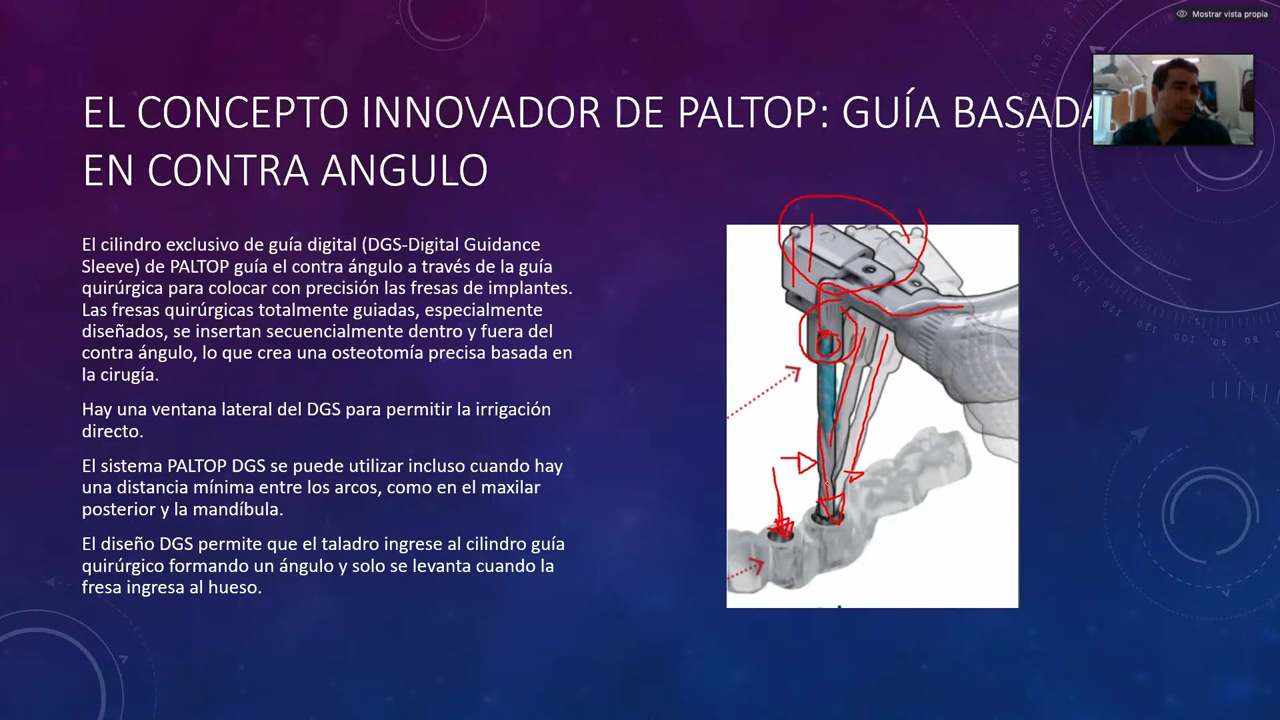 Mostrar vista propia
EL CONCEPTO INNOVADOR DE PALTOP: GUÍA BASADA
EN CONTRA ANGULO
El cilindro exclusivo de guía digital (DGS-Digital Guidance
Sleeve) de PALTOP guía el contra ángulo a través de la guía
quirúrgica para colocar con precisión las fresas de implantes.
Las fresas quirúrgicas totalmente guiadas, especialmente
diseñados, se insertan secuencialmente dentro y fuera del
contra ángulo, lo que crea una osteotomía precisa basada en
la cirugía.
Hay una ventana lateral del DGS para permitir la irrigación
directo.
El sistema PALTOP DGS se puede utilizar incluso cuando hay
una distancia mínima entre los arcos, como en el maxilar
posterior y la mandíbula.
El diseño DGS permite que el taladro ingrese al cilindro guía
quirúrgico formando un ángulo y solo se levanta cuando la
fresa ingresa al hueso.